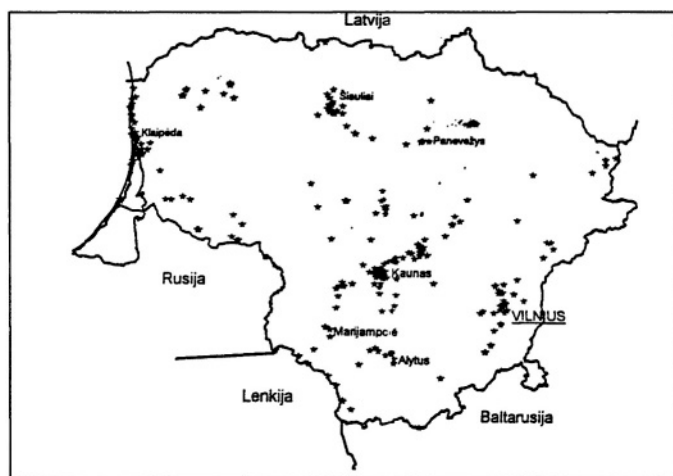 Latvija
Šiauliai
Klaipėda
Panevėžys
Kaunas
Rusija
VILNIUS
Marijampolė
Alytus
Lenkija
Baltarusija